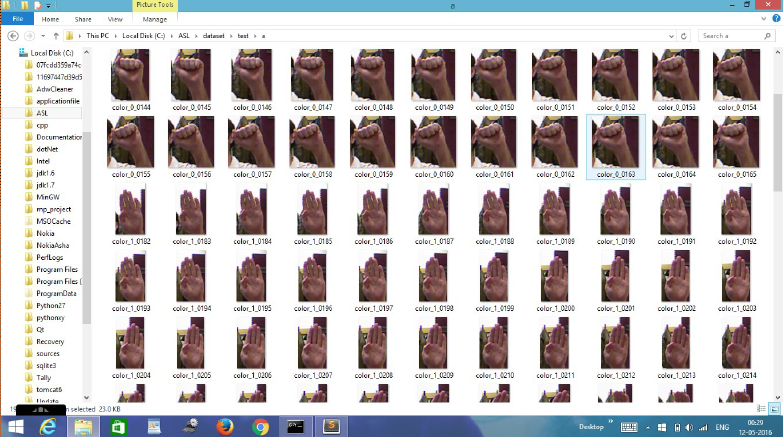 Picture Tools
a
File Home Share View Manage
This PC Local Disk (C:) ASL dataset test a
Search a
Local Disk (C:)
07fcdd359a74c
11697447d39d5
AdwCleaner
applicationfile
ASL
cpp
Documentation
dotNet
Intel
jdk1.6
jdk1.7
MinGW
mp_project
MSOCache
Nokia
NokiaAsha
PerfLogs
Program Files
Program Files (
ProgramData
Python27
pythonxy
Qt
Recovery
sources
sqlite3
Tally
tomcat6
Update
color_0_0144 color_0_0145 color_0_0146 color_0_0147 color_0_0148 color_0_0149 color_0_0150 color_0_0151 color_0_0152 color_0_0153 color_0_0154
color_0_0155 color_0_0156 color_0_0157 color_0_0158 color_0_0159 color_0_0160 color_0_0161 color_0_0162 color_0_0163 color_0_0164 color_0_0165
color_1_0182 color_1_0183 color_1_0184 color_1_0185 color_1_0186 color_1_0187 color_1_0188 color_1_0189 color_1_0190 color_1_0191 color_1_0192
color_1_0193 color_1_0194 color_1_0195 color_1_0196 color_1_0197 color_1_0198 color_1_0199 color_1_0200 color_1_0201 color_1_0202 color_1_0203
color_1_0204 color_1_0205 color_1_0206 color_1_0207 color_1_0208 color_1_0209 color_1_0210 color_1_0211 color_1_0212 color_1_0213 color_1_0214
selected 23.0 KB
Desktop ENG 00:29
12-05-2016